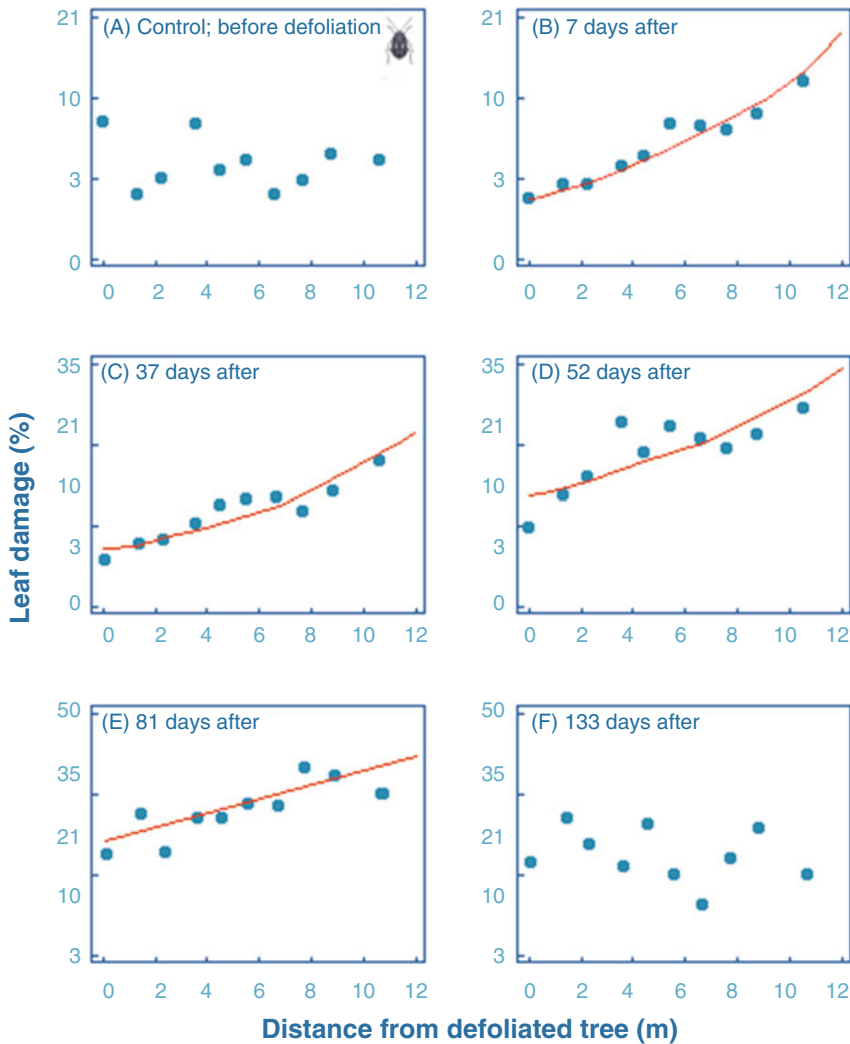 (A) Control; before defoliation
21
10
3
0
0 2 4 6 8 10 12
(B) 7 days after
21
10
3
0
0 2 4 6 8 10 12
(C) 37 days after
35
21
10
3
0
0 2 4 6 8 10 12
(D) 52 days after
35
21
10
3
0
0 2 4 6 8 10 12
(E) 81 days after
50
35
21
10
3
0 2 4 6 8 10 12
(F) 133 days after
50
35
21
10
3
0 2 4 6 8 10 12
Leaf damage (%)
Distance from defoliated tree (m)